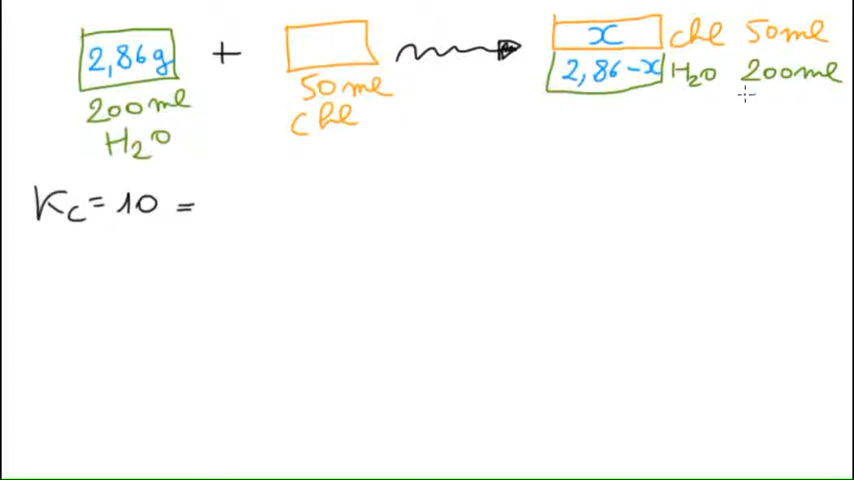 2,86g + x chl 50ml
2,86-x H2O 200ml
200ml 50ml
H2O chl
Kc = 10 =